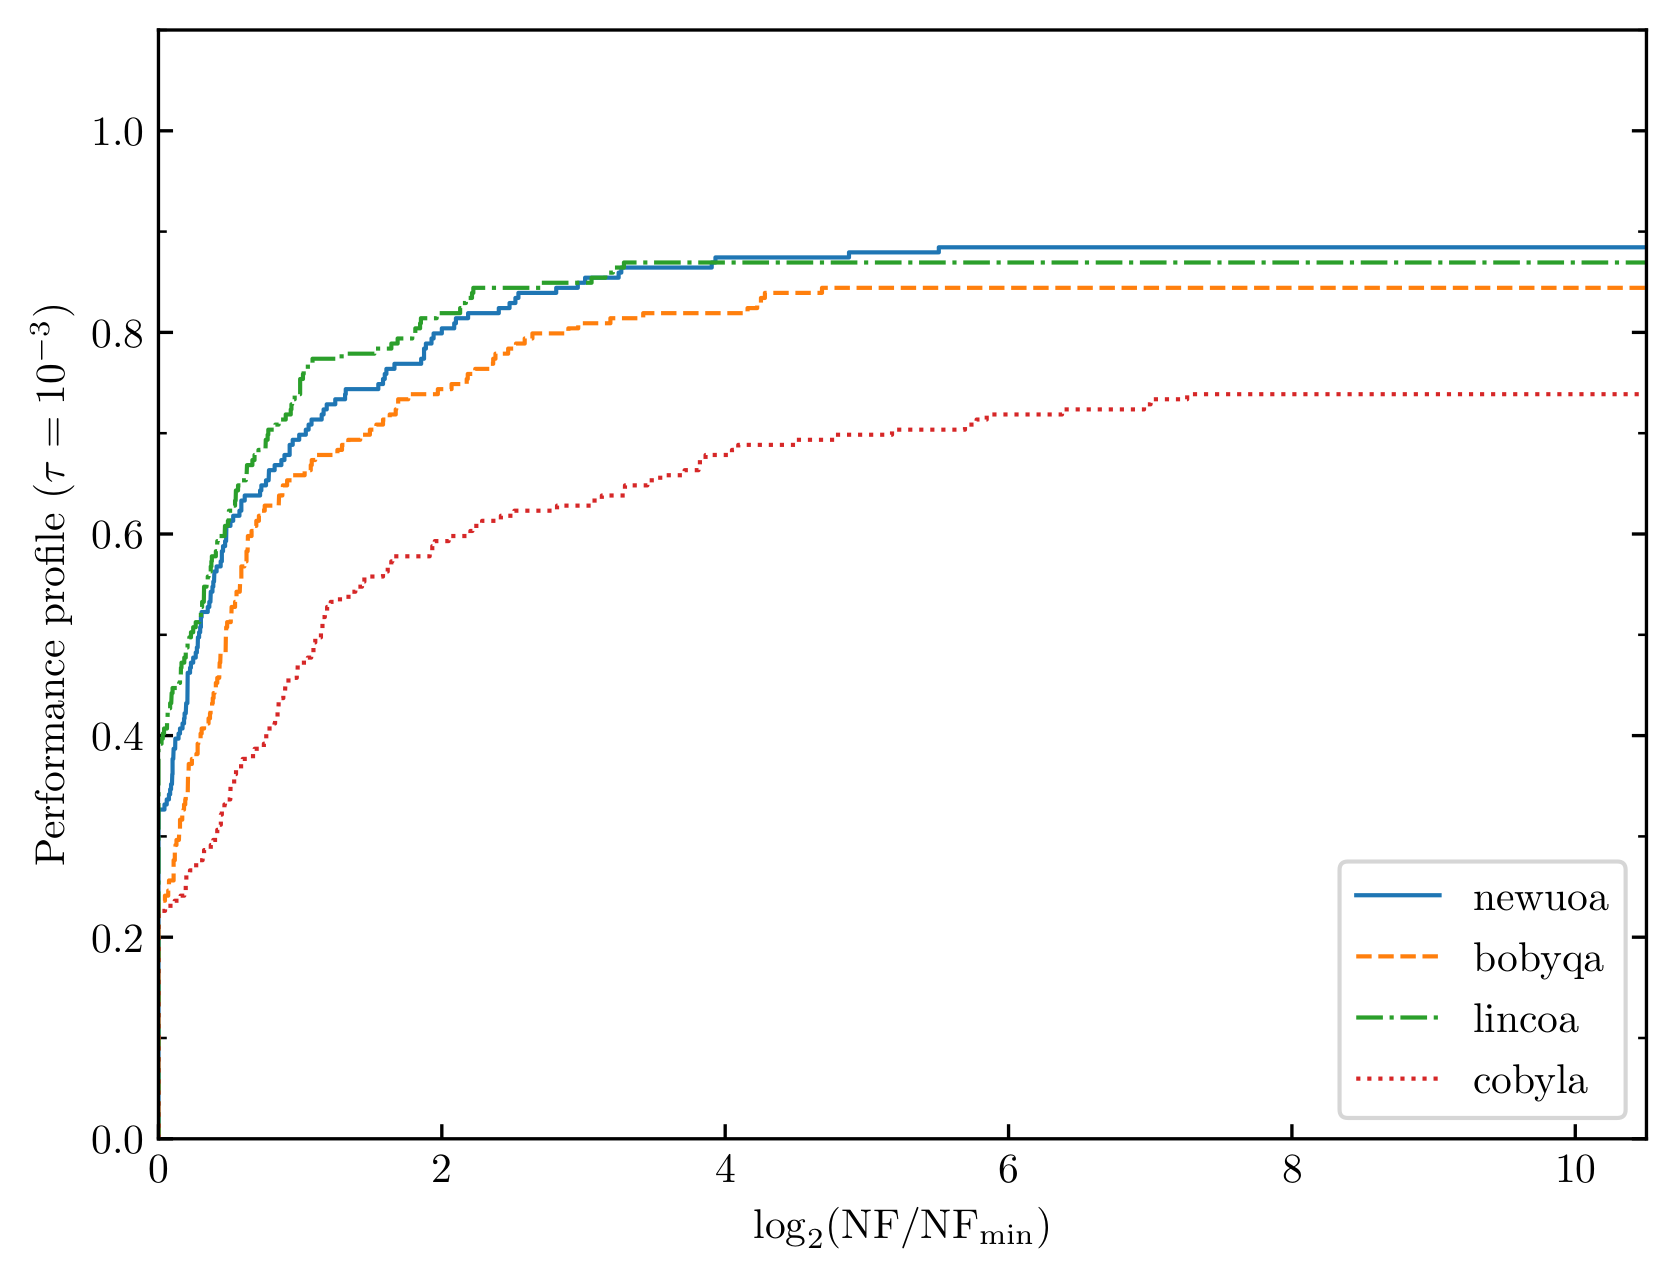 Performance profile (τ = 10⁻³)
1.0
0.8
0.6
0.4
0.2
0.0
0 2 4 6 8 10
log₂(NF/NFₘᵢₙ)
newuoa
bobyqa
lincoa
cobyla